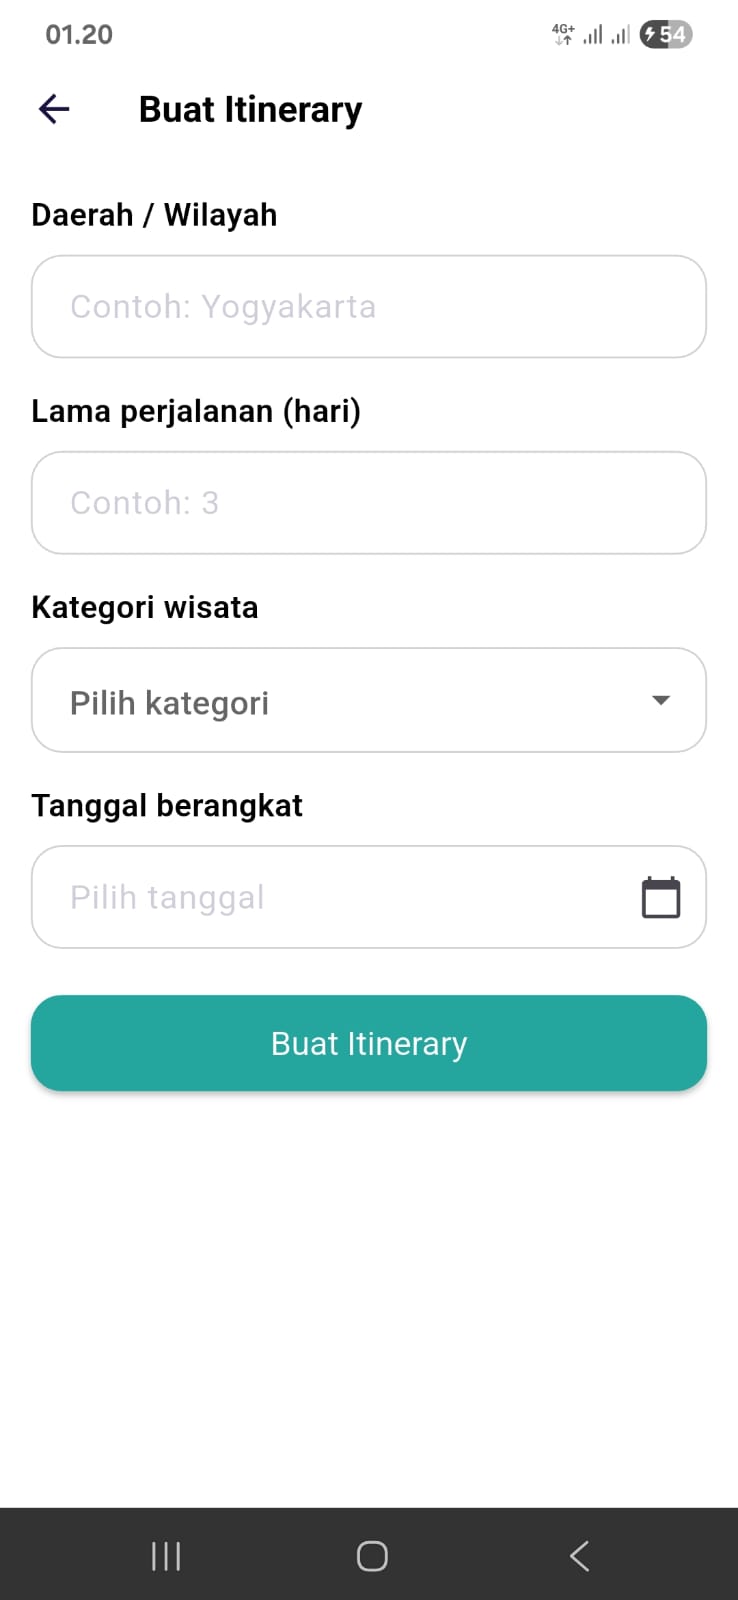 01.20
4G+
54
Buat Itinerary
Daerah / Wilayah
Contoh: Yogyakarta
Lama perjalanan (hari)
Contoh: 3
Kategori wisata
Pilih kategori
Tanggal berangkat
Pilih tanggal
Buat Itinerary